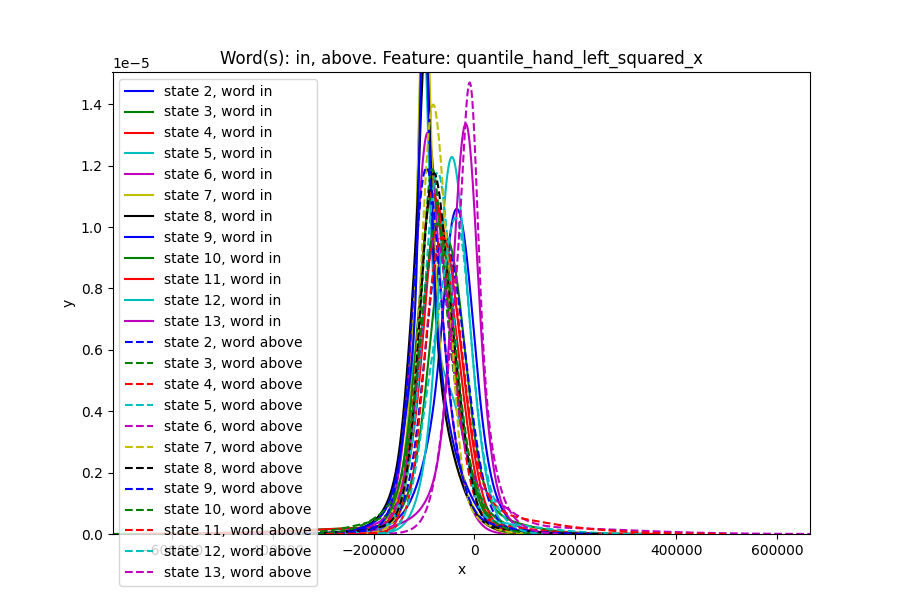 Word(s): in, above. Feature: quantile_hand_left_squared_x
1e−5
1.4
1.2
1.0
0.8
0.6
0.4
0.2
0.0
y
state 2, word in
state 3, word in
state 4, word in
state 5, word in
state 6, word in
state 7, word in
state 8, word in
state 9, word in
state 10, word in
state 11, word in
state 12, word in
state 13, word in
state 2, word above
state 3, word above
state 4, word above
state 5, word above
state 6, word above
state 7, word above
state 8, word above
state 9, word above
state 10, word above
state 11, word above
state 12, word above
state 13, word above
−200000 0 200000 400000 600000
x